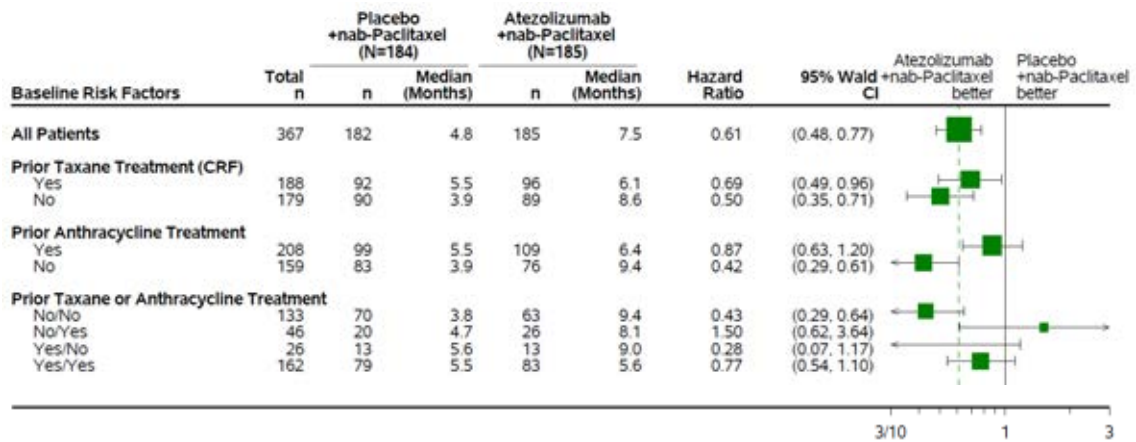 Placebo +nab-Paclitaxel (N=184) Atezolizumab +nab-Paclitaxel (N=185)
Baseline Risk Factors Total n n Median (Months) n Median (Months) Hazard Ratio 95% Wald CI Atezolizumab +nab-Paclitaxel better Placebo +nab-Paclitaxel better
All Patients 367 182 4.8 185 7.5 0.61 (0.48, 0.77)
Prior Taxane Treatment (CRF)
Yes 188 92 5.5 96 6.1 0.69 (0.49, 0.96)
No 179 90 3.9 89 8.6 0.50 (0.35, 0.71)
Prior Anthracycline Treatment
Yes 208 99 5.5 109 6.4 0.87 (0.63, 1.20)
No 159 83 3.9 76 9.4 0.42 (0.29, 0.61)
Prior Taxane or Anthracycline Treatment
No/No 133 70 3.8 63 9.4 0.43 (0.29, 0.64)
No/Yes 46 20 4.7 26 8.1 1.50 (0.62, 3.64)
Yes/No 26 13 5.6 13 9.0 0.28 (0.07, 1.17)
Yes/Yes 162 79 5.5 83 5.6 0.77 (0.54, 1.10)
3/10 1 3